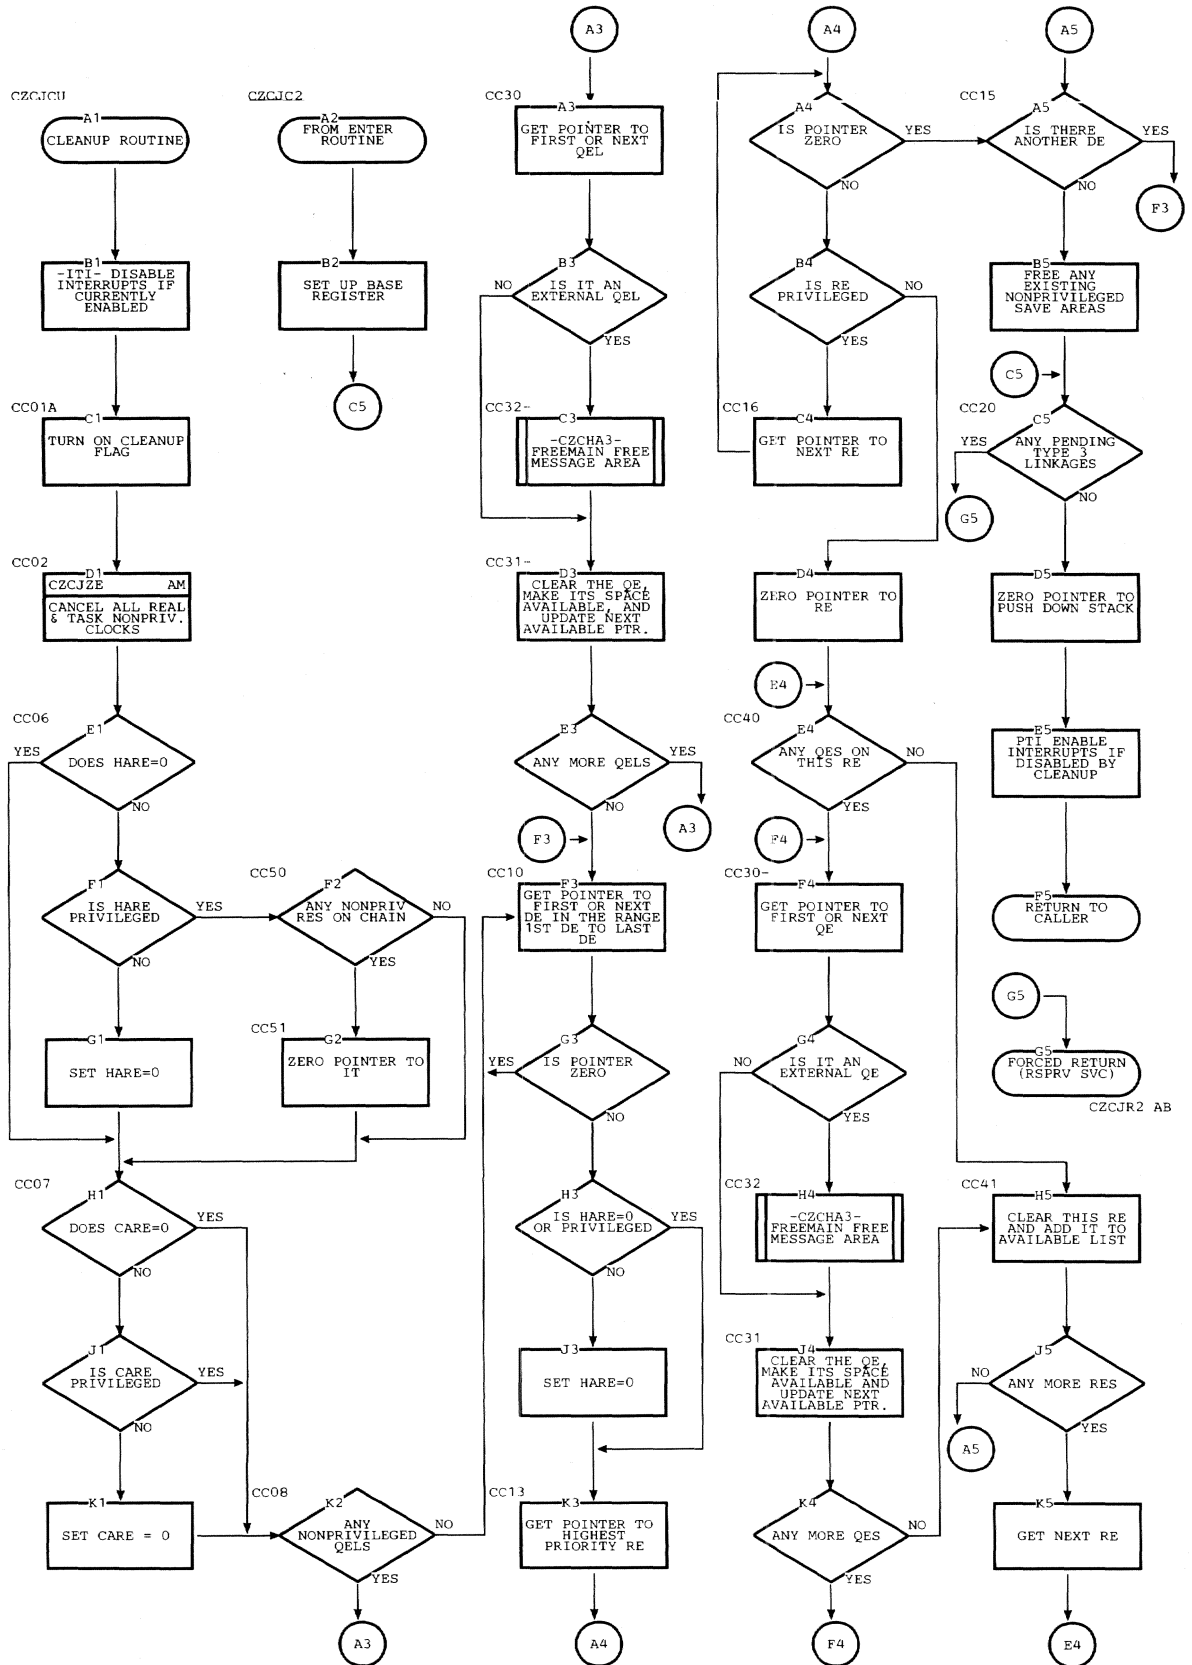 CZCJCU
A1
CLEANUP ROUTINE
B1
-ITI- DISABLE
INTERRUPTS IF
CURRENTLY
ENABLED
CC01A
C1
TURN ON CLEANUP
FLAG
CC02
D1
CZCJZE AM
CANCEL ALL REAL
& TASK NONPRIV.
CLOCKS
CC06
E1
YES
DOES HARE=0
NO
F1
IS HARE
PRIVILEGED
YES
NO
G1
SET HARE=0
CC07
H1
DOES CARE=0
YES
NO
J1
IS CARE
PRIVILEGED
YES
NO
K1
SET CARE = 0
CZCJC2
A2
FROM ENTER
ROUTINE
B2
SET UP BASE
REGISTER
C5
CC50
F2
ANY NONPRIV
RES ON CHAIN
NO
YES
CC51
G2
ZERO POINTER TO
IT
CC08
K2
ANY
NONPRIVILEGED
QELS
NO
YES
A3
A3
CC30
A3
GET POINTER TO
FIRST OR NEXT
QEL
B3
NO
IS IT AN
EXTERNAL QEL
YES
CC32-
C3
-CZCHA3-
FREEMAIN FREE
MESSAGE AREA
CC31-
D3
CLEAR THE QE,
MAKE ITS SPACE
AVAILABLE, AND
UPDATE NEXT
AVAILABLE PTR.
E3
ANY MORE QELS
YES
NO
A3
F3
CC10
F3
GET POINTER TO
FIRST OR NEXT
DE IN THE RANGE
1ST DE TO LAST
DE
G3
YES
IS POINTER
ZERO
NO
H3
IS HARE=0
OR PRIVILEGED
YES
NO
J3
SET HARE=0
CC13
K3
GET POINTER TO
HIGHEST
PRIORITY RE
A4
A4
A4
IS POINTER
ZERO
YES
NO
B4
IS RE
PRIVILEGED
NO
YES
CC16
C4
GET POINTER TO
NEXT RE
D4
ZERO POINTER TO
RE
E4
CC40
E4
ANY QES ON
THIS RE
NO
YES
F4
CC30-
F4
GET POINTER TO
FIRST OR NEXT
QE
G4
NO
IS IT AN
EXTERNAL QE
YES
CC32
H4
-CZCHA3-
FREEMAIN FREE
MESSAGE AREA
CC31
J4
CLEAR THE QE,
MAKE ITS SPACE
AVAILABLE AND
UPDATE NEXT
AVAILABLE PTR.
K4
ANY MORE QES
NO
YES
F4
A5
CC15
A5
IS THERE
ANOTHER DE
YES
NO
F3
B5
FREE ANY
EXISTING
NONPRIVILEGED
SAVE AREAS
C5
CC20
C5
YES
ANY PENDING
TYPE 3
LINKAGES
NO
G5
D5
ZERO POINTER TO
PUSH DOWN STACK
E5
PTI ENABLE
INTERRUPTS IF
DISABLED BY
CLEANUP
F5
RETURN TO
CALLER
G5
G5
FORCED RETURN
(RSPRV SVC)
CZCJR2 AB
CC41
H5
CLEAR THIS RE
AND ADD IT TO
AVAILABLE LIST
J5
NO
ANY MORE RES
YES
A5
K5
GET NEXT RE
E4